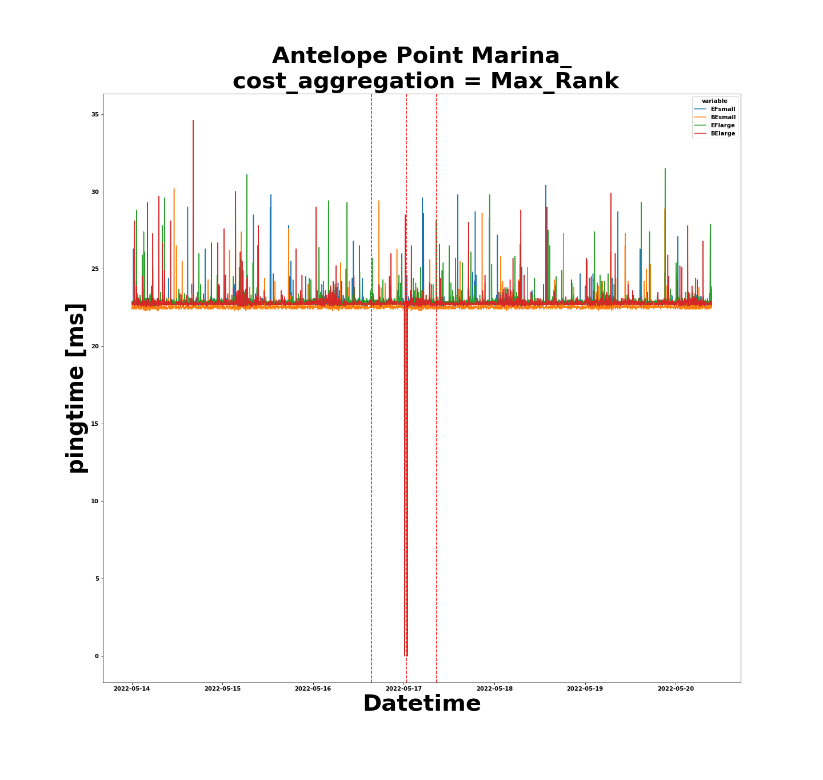 Antelope Point Marina_
cost_aggregation = Max_Rank
variable
EFsmall
BEsmall
EFlarge
BElarge
pingtime [ms]
35
30
25
20
15
10
5
0
2022-05-14 2022-05-15 2022-05-16 2022-05-17 2022-05-18 2022-05-19 2022-05-20
Datetime